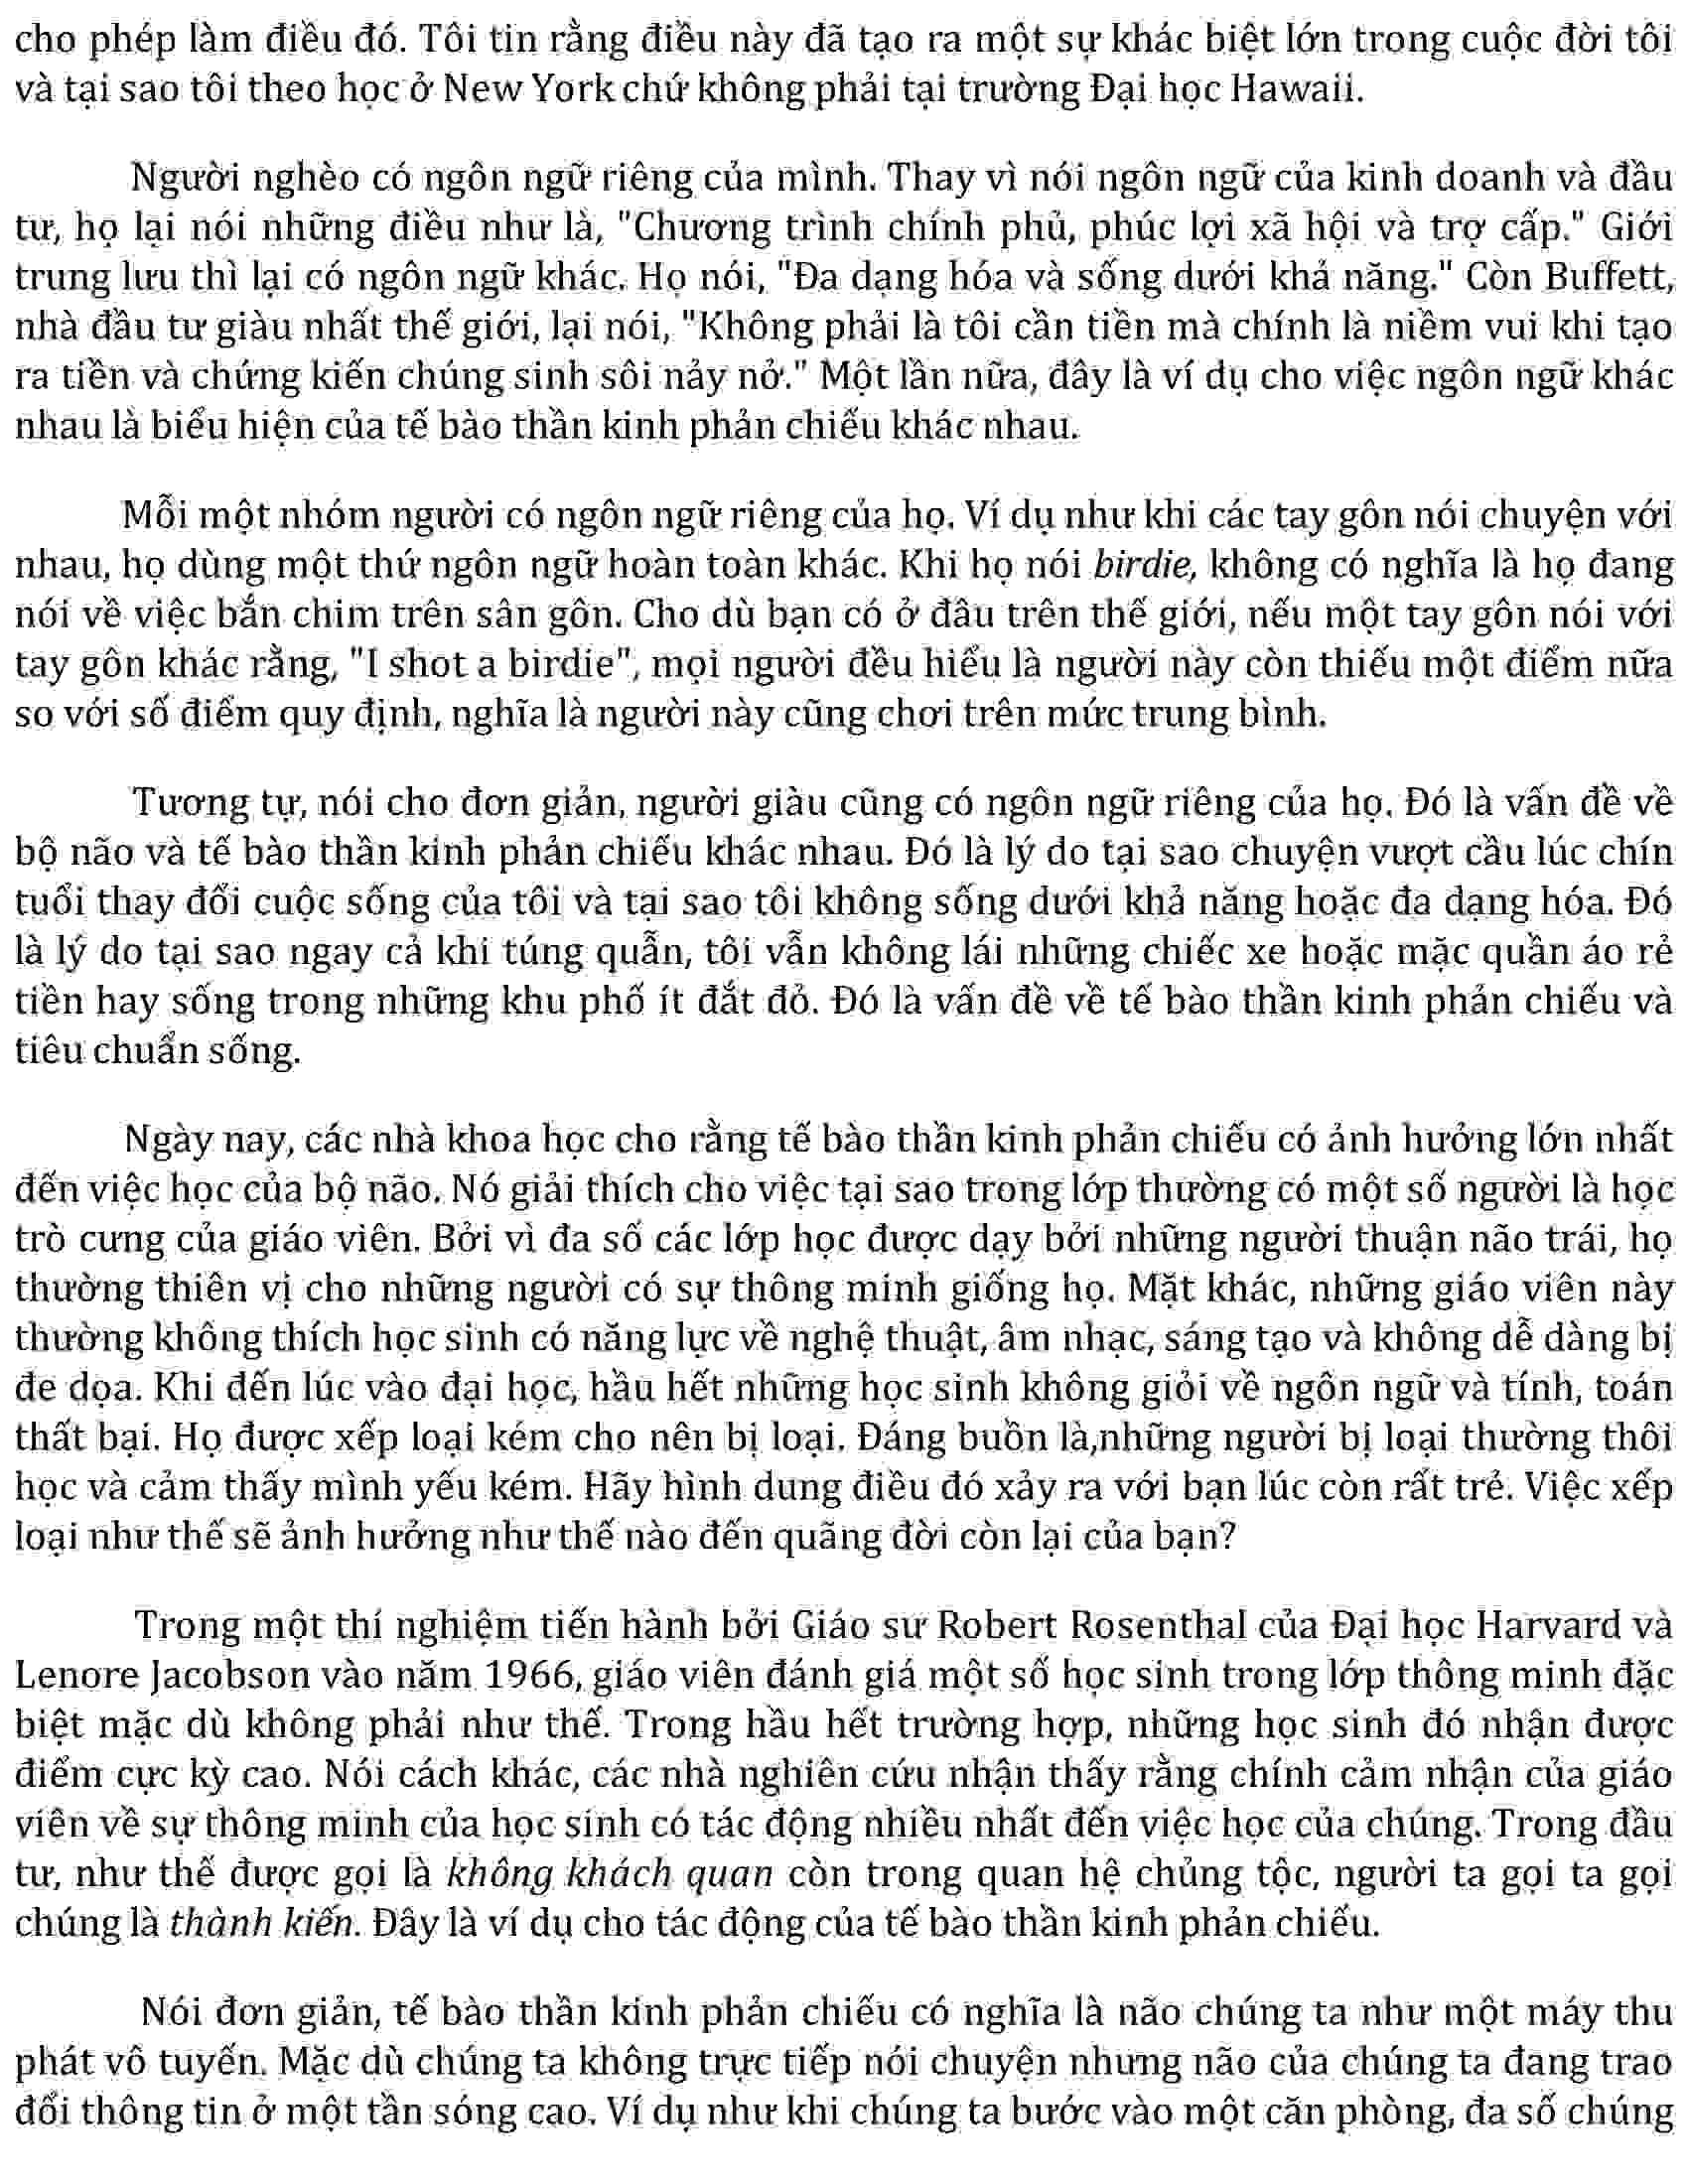 cho phép làm điều đó. Tôi tin rằng điều này đã tạo ra một sự khác biệt lớn trong cuộc đời tôi
và tại sao tôi theo học ở New York chứ không phải tại trường Đại học Hawaii.
Người nghèo có ngôn ngữ riêng của mình. Thay vì nói ngôn ngữ của kinh doanh và đầu
tư, họ lại nói những điều như là, "Chương trình chính phủ, phúc lợi xã hội và trợ cấp." Giới
trung lưu thì lại có ngôn ngữ khác. Họ nói, "Đa dạng hóa và sống dưới khả năng." Còn Buffett,
nhà đầu tư giàu nhất thế giới, lại nói, "Không phải là tôi cần tiền mà chính là niềm vui khi tạo
ra tiền và chứng kiến chúng sinh sôi nảy nở." Một lần nữa, đây là ví dụ cho việc ngôn ngữ khác
nhau là biểu hiện của tế bào thần kinh phản chiếu khác nhau.
Mỗi một nhóm người có ngôn ngữ riêng của họ. Ví dụ như khi các tay gôn nói chuyện với
nhau, họ dùng một thứ ngôn ngữ hoàn toàn khác. Khi họ nói birdie, không có nghĩa là họ đang
nói về việc bắn chim trên sân gôn. Cho dù bạn có ở đâu trên thế giới, nếu một tay gôn nói với
tay gôn khác rằng, "I shot a birdie", mọi người đều hiểu là người này còn thiếu một điểm nữa
so với số điểm quy định, nghĩa là người này cũng chơi trên mức trung bình.
Tương tự, nói cho đơn giản, người giàu cũng có ngôn ngữ riêng của họ. Đó là vấn đề về
bộ não và tế bào thần kinh phản chiếu khác nhau. Đó là lý do tại sao chuyện vượt cầu lúc chín
tuổi thay đổi cuộc sống của tôi và tại sao tôi không sống dưới khả năng hoặc đa dạng hóa. Đó
là lý do tại sao ngay cả khi túng quẫn, tôi vẫn không lái những chiếc xe hoặc mặc quần áo rẻ
tiền hay sống trong những khu phố ít đắt đỏ. Đó là vấn đề về tế bào thần kinh phản chiếu và
tiêu chuẩn sống.
Ngày nay, các nhà khoa học cho rằng tế bào thần kinh phản chiếu có ảnh hưởng lớn nhất
đến việc học của bộ não. Nó giải thích cho việc tại sao trong lớp thường có một số người là học
trò cưng của giáo viên. Bởi vì đa số các lớp học được dạy bởi những người thuận não trái, họ
thường thiên vị cho những người có sự thông minh giống họ. Mặt khác, những giáo viên này
thường không thích học sinh có năng lực về nghệ thuật, âm nhạc, sáng tạo và không dễ dàng bị
đe dọa. Khi đến lúc vào đại học, hầu hết những học sinh không giỏi về ngôn ngữ và tính, toán
thất bại. Họ được xếp loại kém cho nên bị loại. Đáng buồn là,những người bị loại thường thôi
học và cảm thấy mình yếu kém. Hãy hình dung điều đó xảy ra với bạn lúc còn rất trẻ. Việc xếp
loại như thế sẽ ảnh hưởng như thế nào đến quãng đời còn lại của bạn?
Trong một thí nghiệm tiến hành bởi Giáo sư Robert Rosenthal của Đại học Harvard và
Lenore Jacobson vào năm 1966, giáo viên đánh giá một số học sinh trong lớp thông minh đặc
biệt mặc dù không phải như thế. Trong hầu hết trường hợp, những học sinh đó nhận được
điểm cực kỳ cao. Nói cách khác, các nhà nghiên cứu nhận thấy rằng chính cảm nhận của giáo
viên về sự thông minh của học sinh có tác động nhiều nhất đến việc học của chúng. Trong đầu
tư, như thế được gọi là không khách quan còn trong quan hệ chủng tộc, người ta gọi ta gọi
chúng là thành kiến. Đây là ví dụ cho tác động của tế bào thần kinh phản chiếu.
Nói đơn giản, tế bào thần kinh phản chiếu có nghĩa là não chúng ta như một máy thu
phát vô tuyến. Mặc dù chúng ta không trực tiếp nói chuyện nhưng não của chúng ta đang trao
đổi thông tin ở một tần sóng cao. Ví dụ như khi chúng ta bước vào một căn phòng, đa số chúng